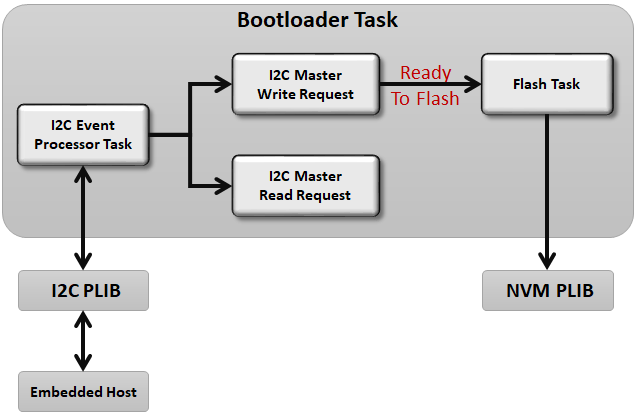 Bootloader Task
I2C Master
Write Request
Ready
To Flash
Flash Task
I2C Event
Processor Task
I2C Master
Read Request
I2C PLIB
NVM PLIB
Embedded Host